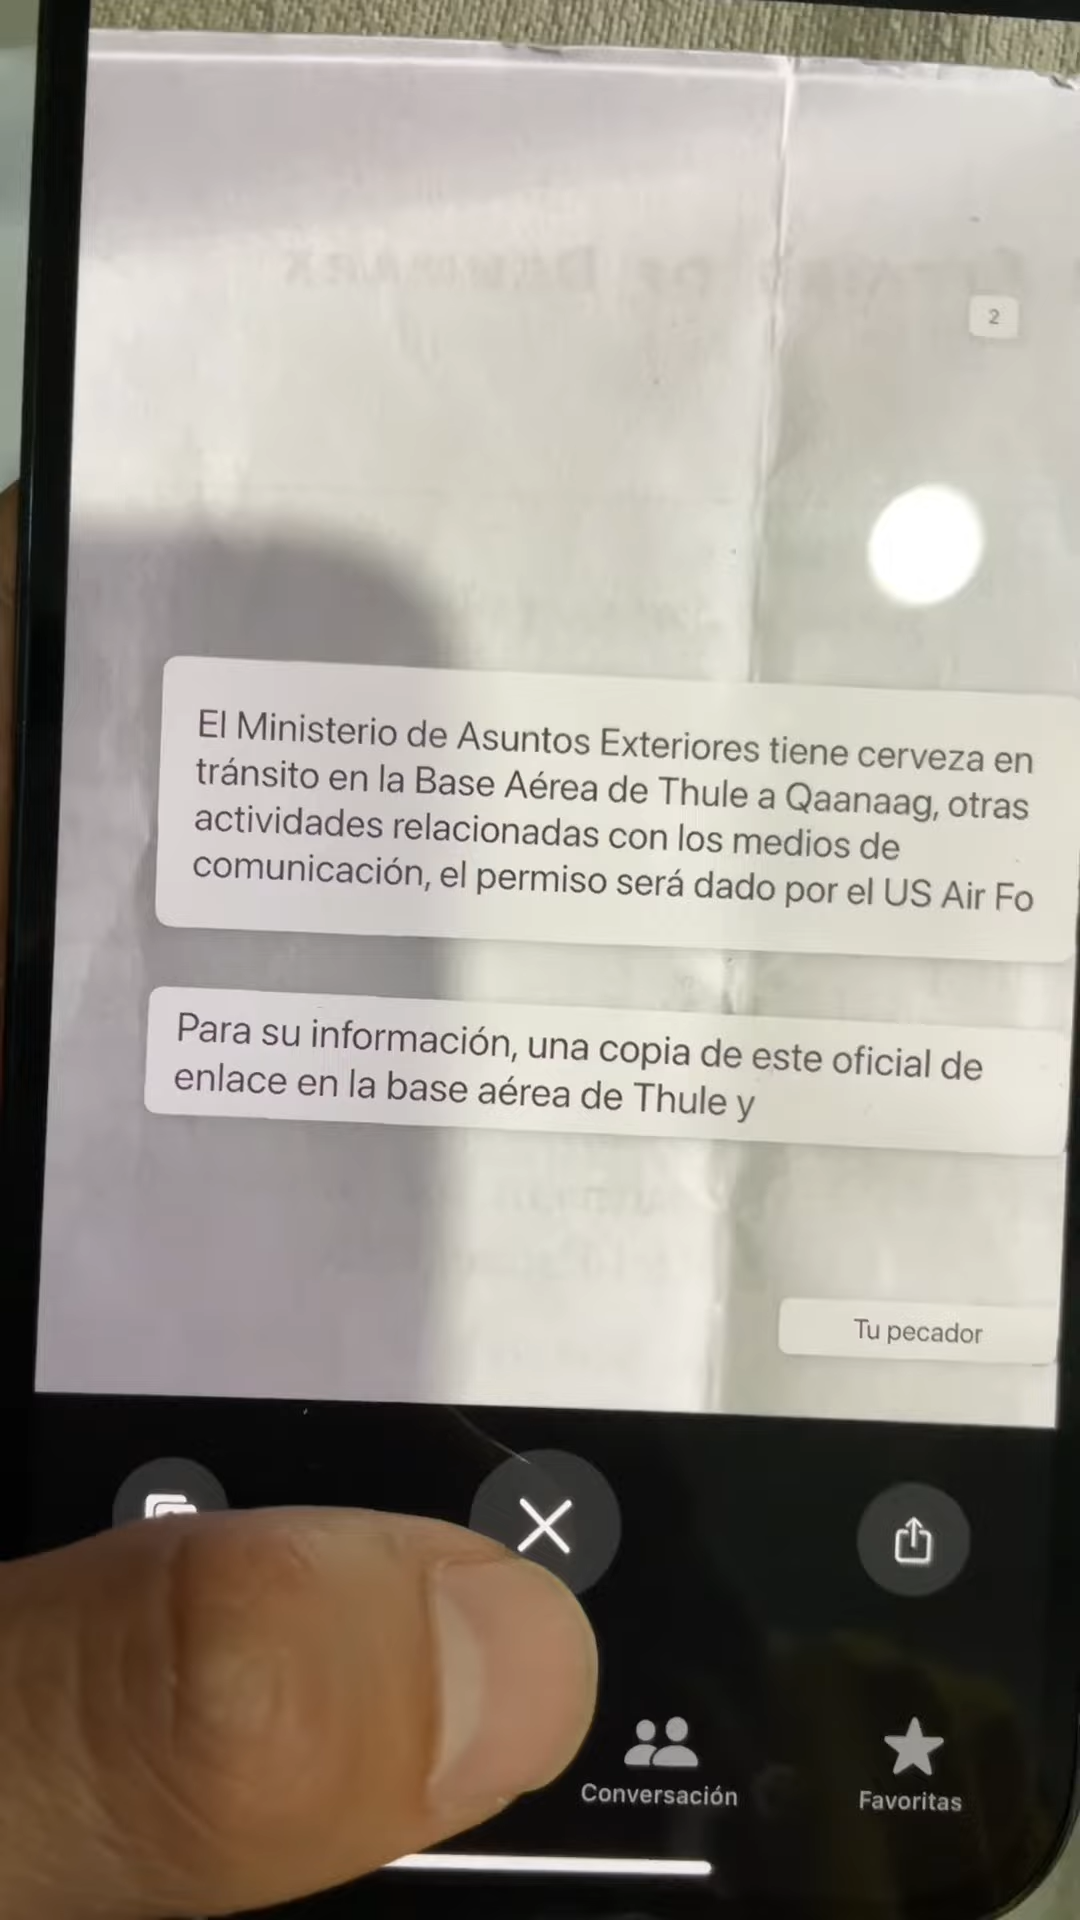 2
El Ministerio de Asuntos Exteriores tiene cerveza en
tránsito en la Base Aérea de Thule a Qaanaag, otras
actividades relacionadas con los medios de
comunicación, el permiso será dado por el US Air Fo
Para su información, una copia de este oficial de
enlace en la base aérea de Thule y
Tu pecador
Conversación
Favoritas